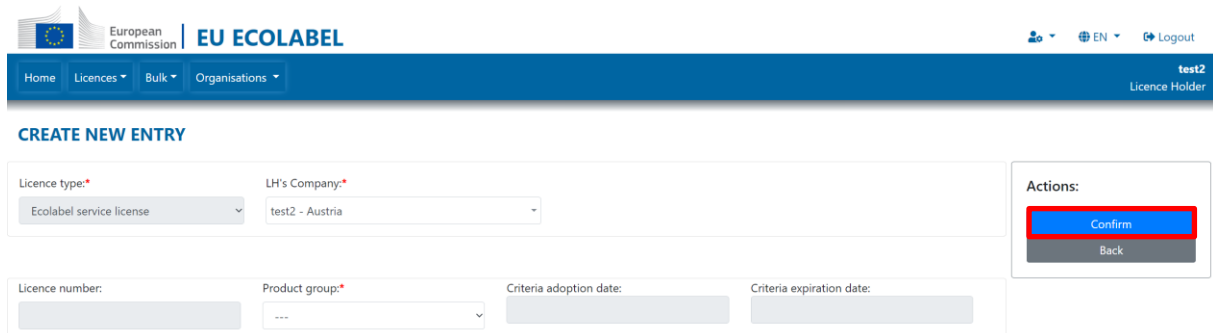 European
Commission
EU ECOLABEL
EN
Logout
Home Licences Bulk Organisations
test2
Licence Holder
CREATE NEW ENTRY
Licence type:* LH's Company:*
Ecolabel service license test2 - Austria
Actions:
Confirm
Back
Licence number: Product group:* Criteria adoption date: Criteria expiration date:
---